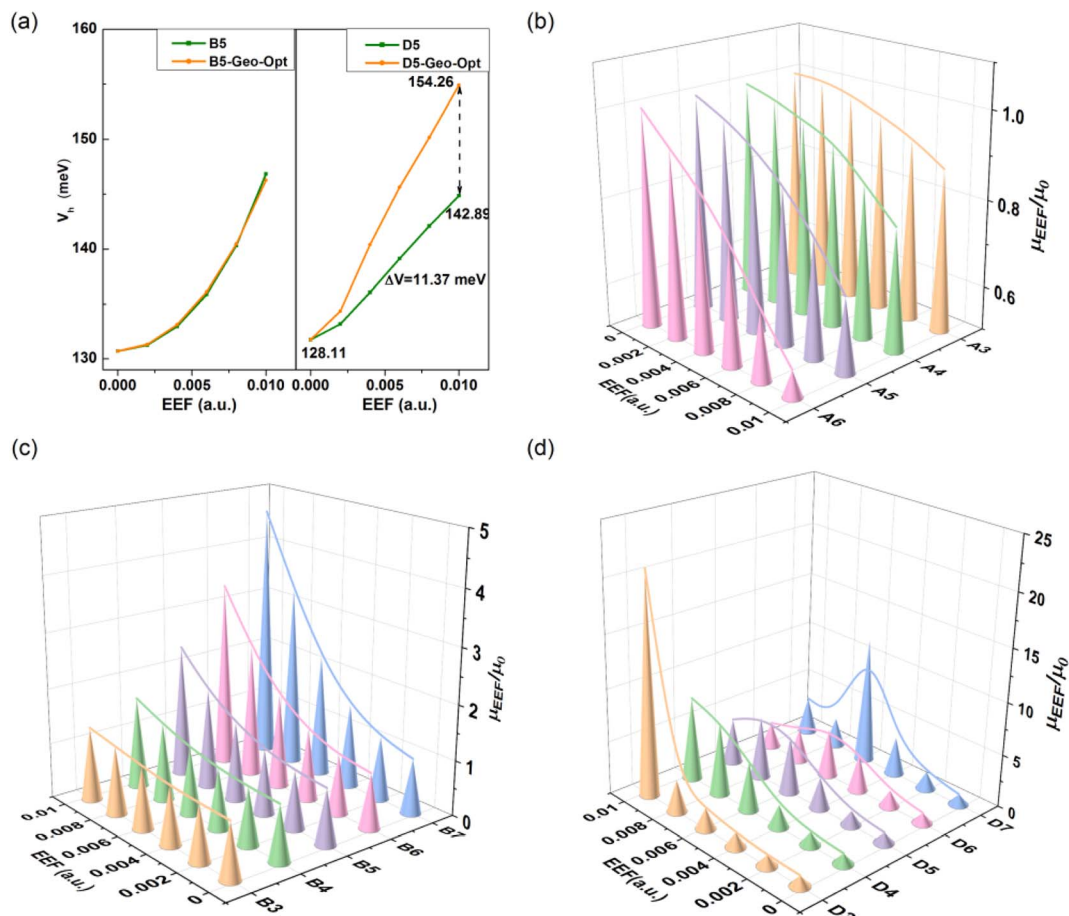 (a)
B5
B5-Geo-Opt
D5
D5-Geo-Opt
160
150
140
130
V_h (meV)
154.26
142.89
ΔV=11.37 meV
128.11
0.000 0.005 0.010 0.000 0.005 0.010
EEF (a.u.) EEF (a.u.)
(b)
1.0
0.8
0.6
μ_EEF/μ_0
0
0.002
0.004
0.006
0.008
0.01
EEF(a.u.)
A3
A4
A5
A6
(c)
5
4
3
2
1
0
μ_EEF/μ_0
0.01
0.008
0.006
0.004
0.002
0
EEF (a.u.)
B7
B6
B5
B4
B3
(d)
25
20
15
10
5
0
μ_EEF/μ_0
0.01
0.008
0.006
0.004
0.002
0
EEF(a.u.)
D7
D6
D5
D4